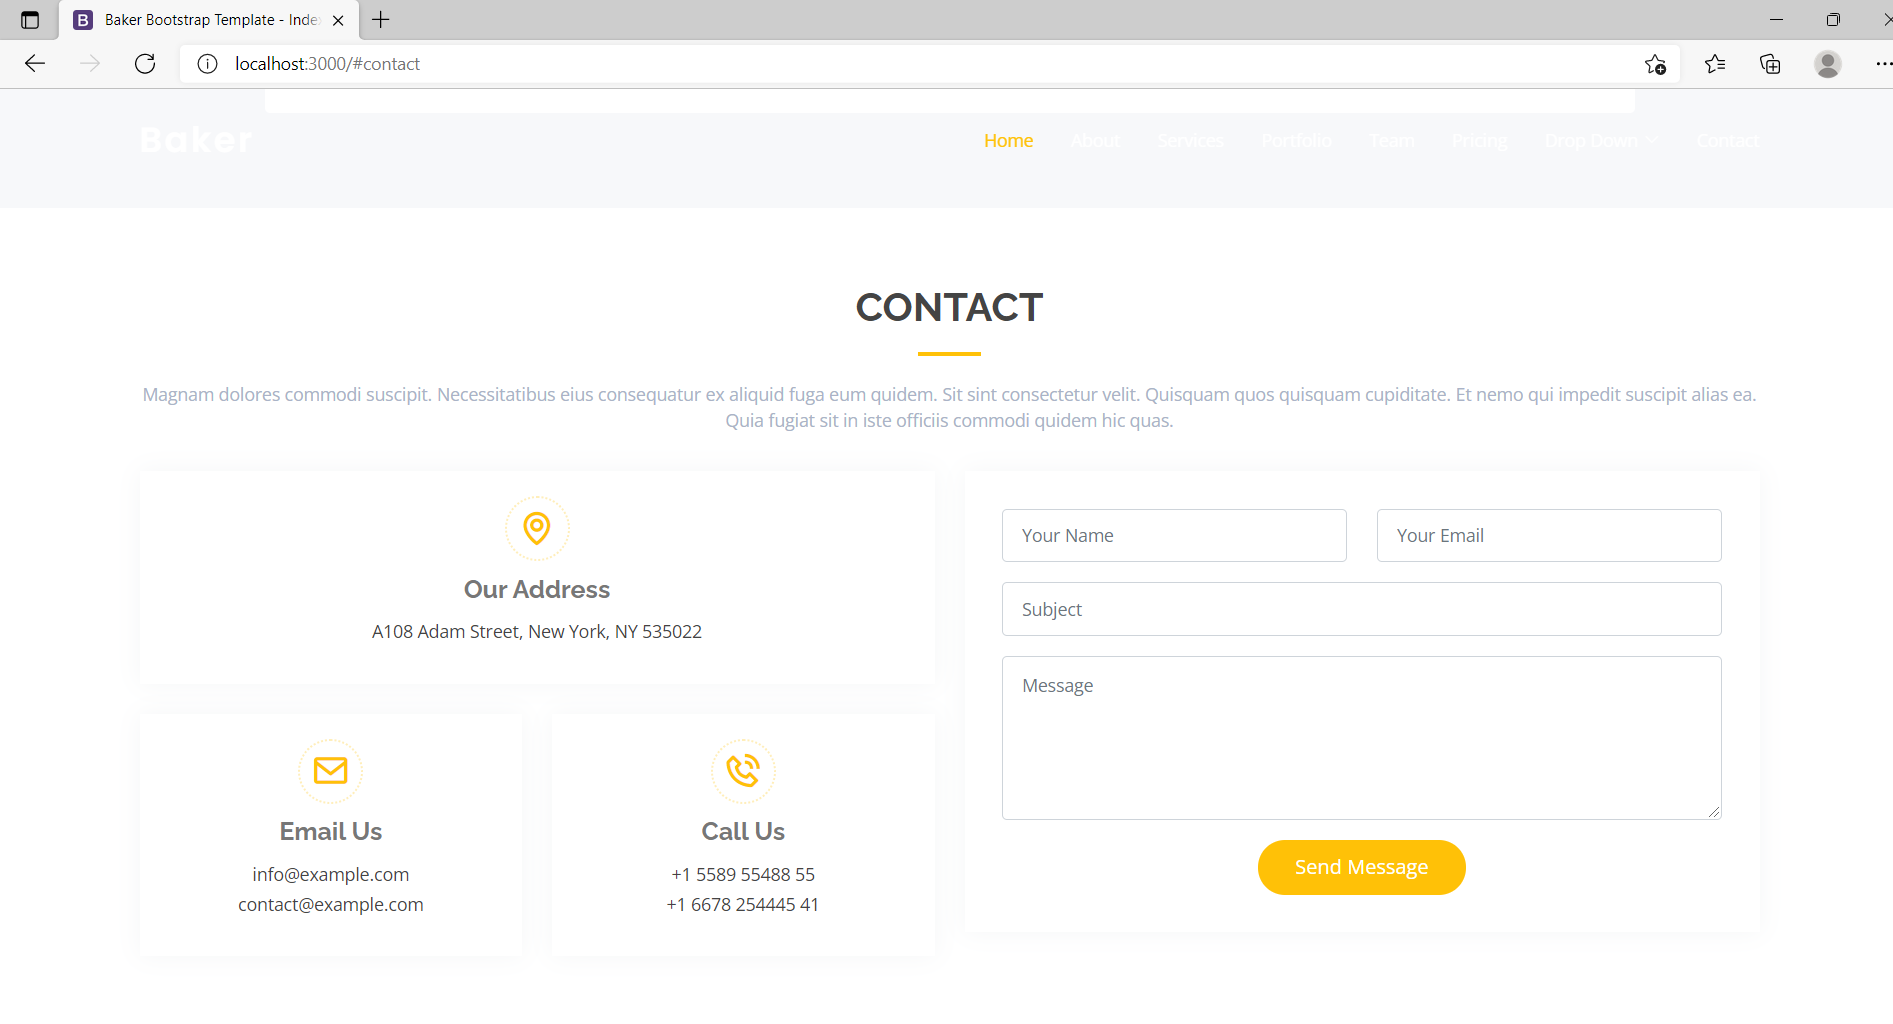 Baker Bootstrap Template - Inde
localhost:3000/#contact
Baker
Home About Services Portfolio Team Pricing Drop Down Contact
CONTACT
Magnam dolores commodi suscipit. Necessitatibus eius consequatur ex aliquid fuga eum quidem. Sit sint consectetur velit. Quisquam quos quisquam cupiditate. Et nemo qui impedit suscipit alias ea.
Quia fugiat sit in iste officiis commodi quidem hic quas.
Our Address
A108 Adam Street, New York, NY 535022
Email Us
info@example.com
contact@example.com
Call Us
+1 5589 55488 55
+1 6678 254445 41
Your Name
Your Email
Subject
Message
Send Message